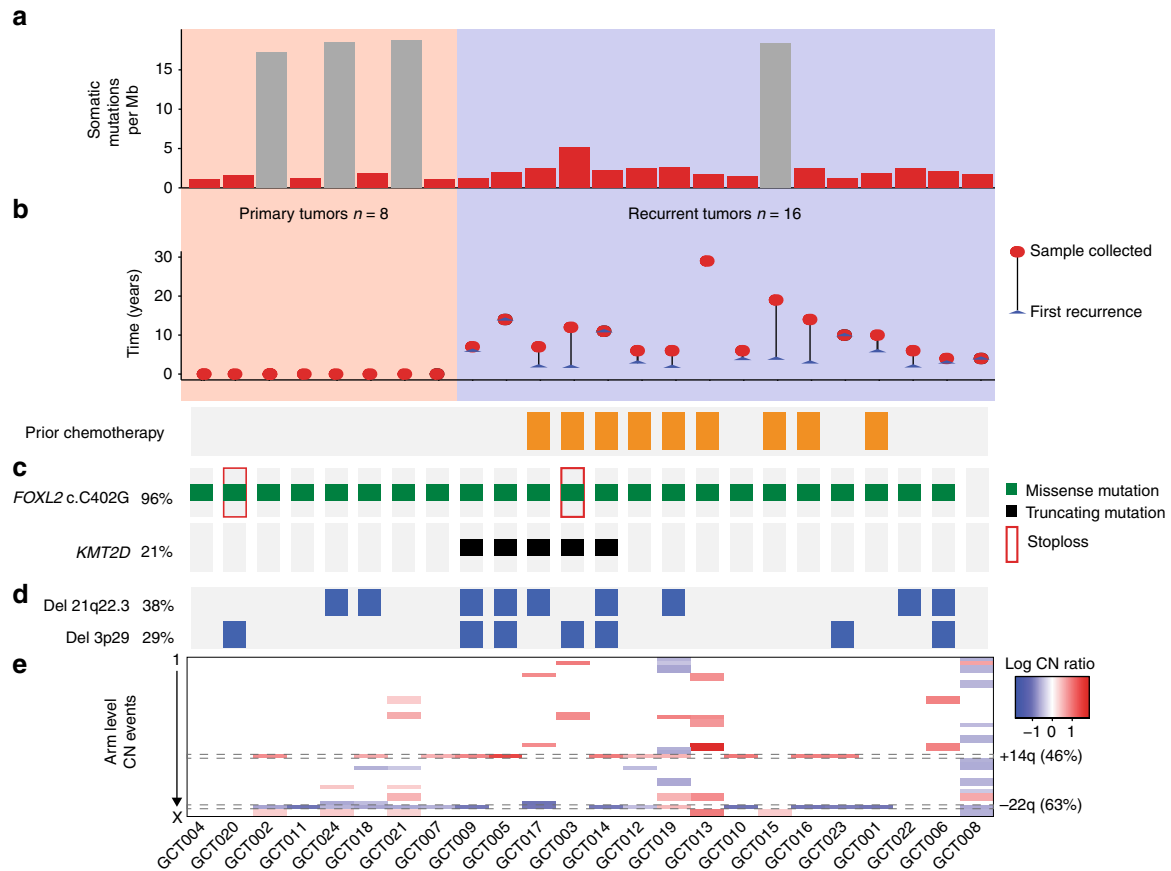 a
Somatic
mutations
per Mb
15
10
5
0
b
Primary tumors n = 8
Recurrent tumors n = 16
Time (years)
30
20
10
0
Sample collected
First recurrence
Prior chemotherapy
c
FOXL2 c.C402G 96%
KMT2D 21%
Missense mutation
Truncating mutation
Stoploss
d
Del 21q22.3 38%
Del 3p29 29%
e
Arm level
CN events
1
X
Log CN ratio
−1 0 1
+14q (46%)
−22q (63%)
GCT004
GCT020
GCT002
GCT011
GCT024
GCT018
GCT021
GCT007
GCT009
GCT005
GCT017
GCT003
GCT014
GCT012
GCT019
GCT013
GCT010
GCT015
GCT016
GCT023
GCT001
GCT022
GCT006
GCT008